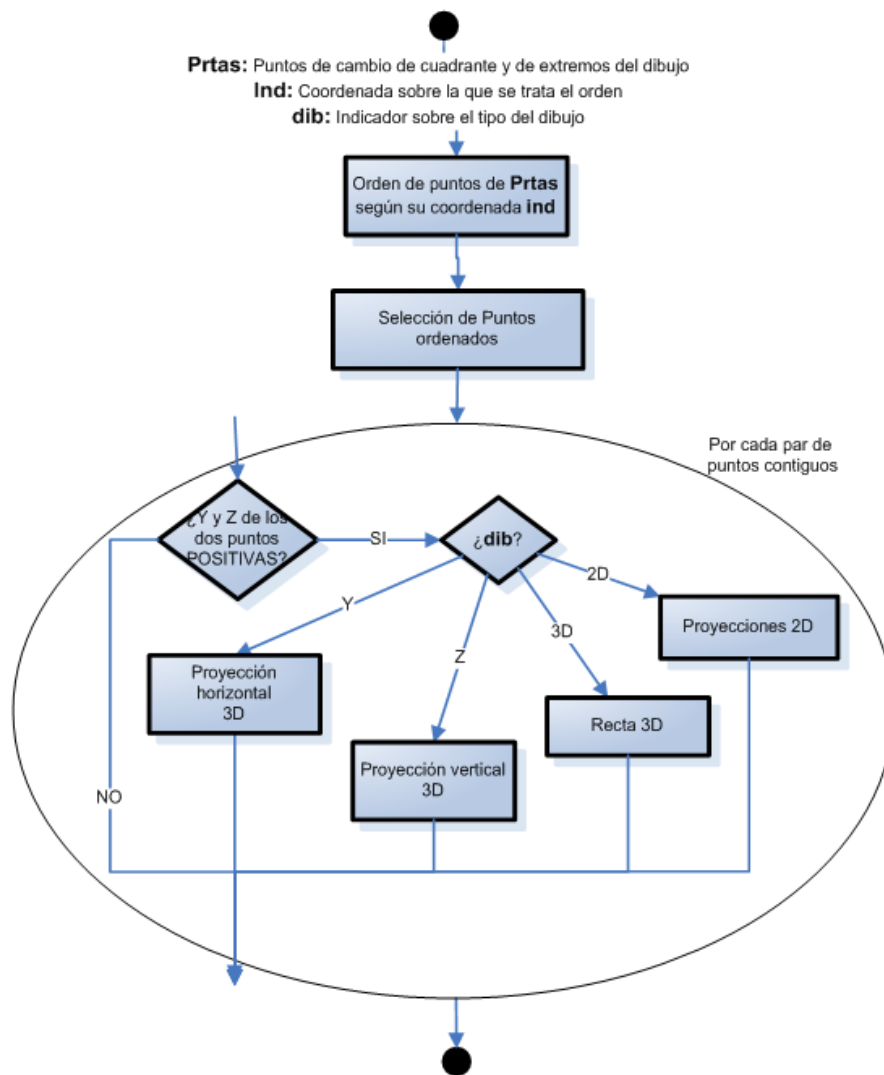 Prtas: Puntos de cambio de cuadrante y de extremos del dibujo
Ind: Coordenada sobre la que se trata el orden
dib: Indicador sobre el tipo del dibujo
Orden de puntos de Prtas
según su coordenada ind
Selección de Puntos
ordenados
Por cada par de
puntos contiguos
¿Y y Z de los
dos puntos
POSITIVAS?
SI
¿dib?
2D
Proyecciones 2D
Y
3D
Z
Proyección
horizontal
3D
Recta 3D
Proyección vertical
3D
NO